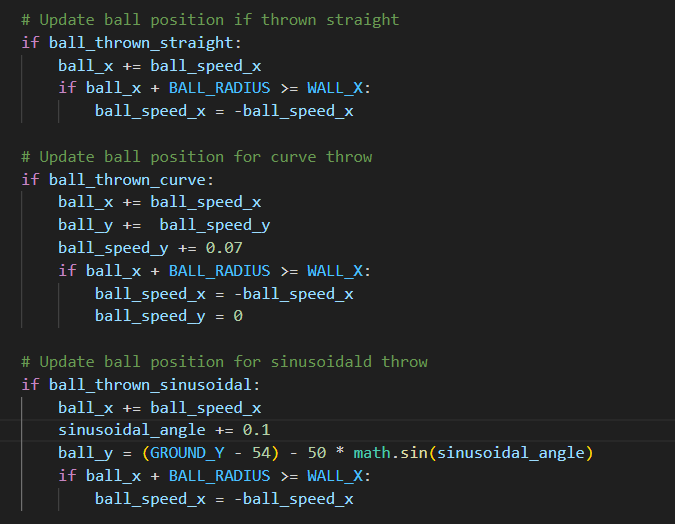 # Update ball position if thrown straight
if ball_thrown_straight:
    ball_x += ball_speed_x
    if ball_x + BALL_RADIUS >= WALL_X:
        ball_speed_x = -ball_speed_x

# Update ball position for curve throw
if ball_thrown_curve:
    ball_x += ball_speed_x
    ball_y +=  ball_speed_y
    ball_speed_y += 0.07
    if ball_x + BALL_RADIUS >= WALL_X:
        ball_speed_x = -ball_speed_x
        ball_speed_y = 0

# Update ball position for sinusoidald throw
if ball_thrown_sinusoidal:
    ball_x += ball_speed_x
    sinusoidal_angle += 0.1
    ball_y = (GROUND_Y - 54) - 50 * math.sin(sinusoidal_angle)
    if ball_x + BALL_RADIUS >= WALL_X:
        ball_speed_x = -ball_speed_x